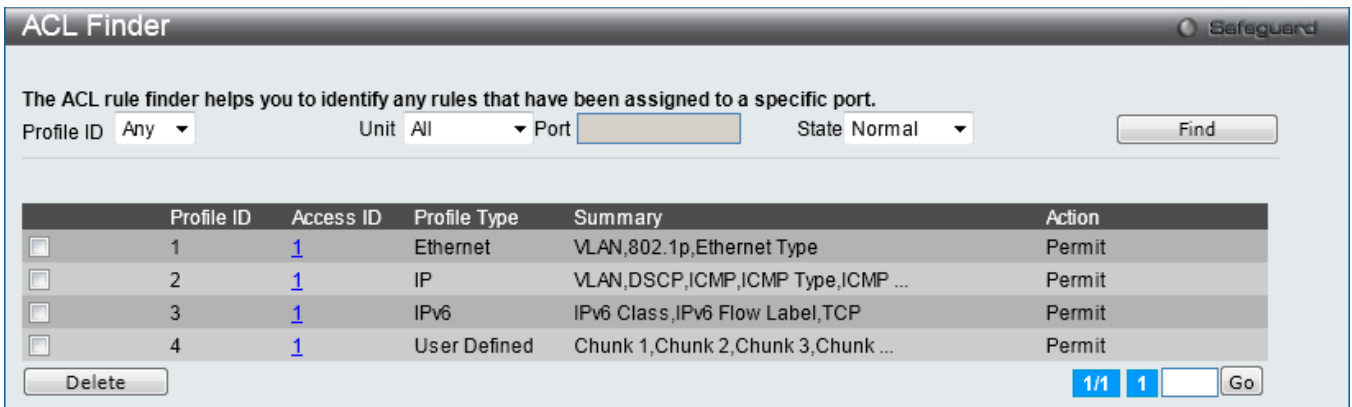 ACL Finder Safeguard
The ACL rule finder helps you to identify any rules that have been assigned to a specific port.
Profile ID Any Unit All Port State Normal Find
Profile ID Access ID Profile Type Summary Action
1 1 Ethernet VLAN,802.1p,Ethernet Type Permit
2 1 IP VLAN,DSCP,ICMP,ICMP Type,ICMP ... Permit
3 1 IPv6 IPv6 Class,IPv6 Flow Label,TCP Permit
4 1 User Defined Chunk 1,Chunk 2,Chunk 3,Chunk ... Permit
Delete 1/1 1 Go